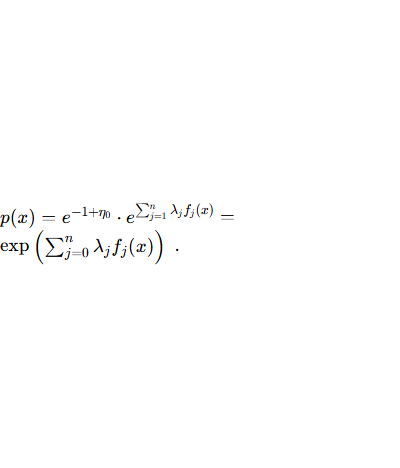 p(x) = e^{-1+η_0} · e^{∑_{j=1}^{n} λ_j f_j(x)} =
exp(∑_{j=0}^{n} λ_j f_j(x)) .